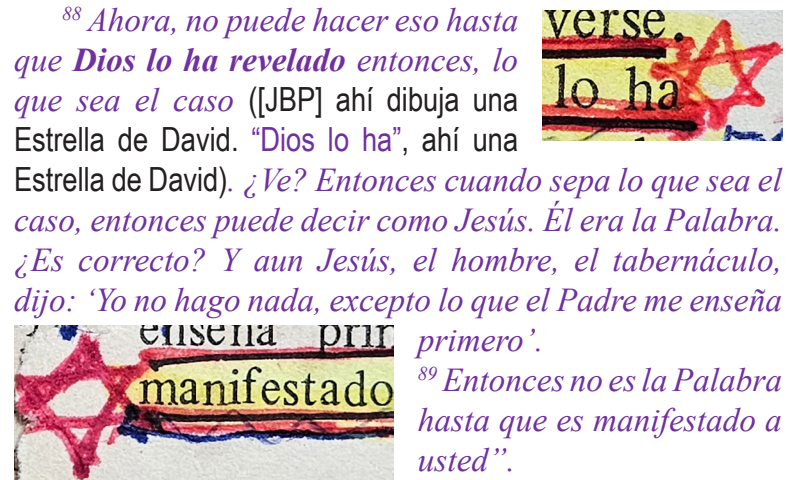 88 Ahora, no puede hacer eso hasta
que Dios lo ha revelado entonces, lo
que sea el caso ([JBP] ahí dibuja una
Estrella de David. “Dios lo ha”, ahí una
Estrella de David). ¿Ve? Entonces cuando sepa lo que sea el
caso, entonces puede decir como Jesús. Él era la Palabra.
¿Es correcto? Y aun Jesús, el hombre, el tabernáculo,
dijo: ‘Yo no hago nada, excepto lo que el Padre me enseña
primero’.
89 Entonces no es la Palabra
hasta que es manifestado a
usted”.
verse.
lo ha
enseña prin
manifestado